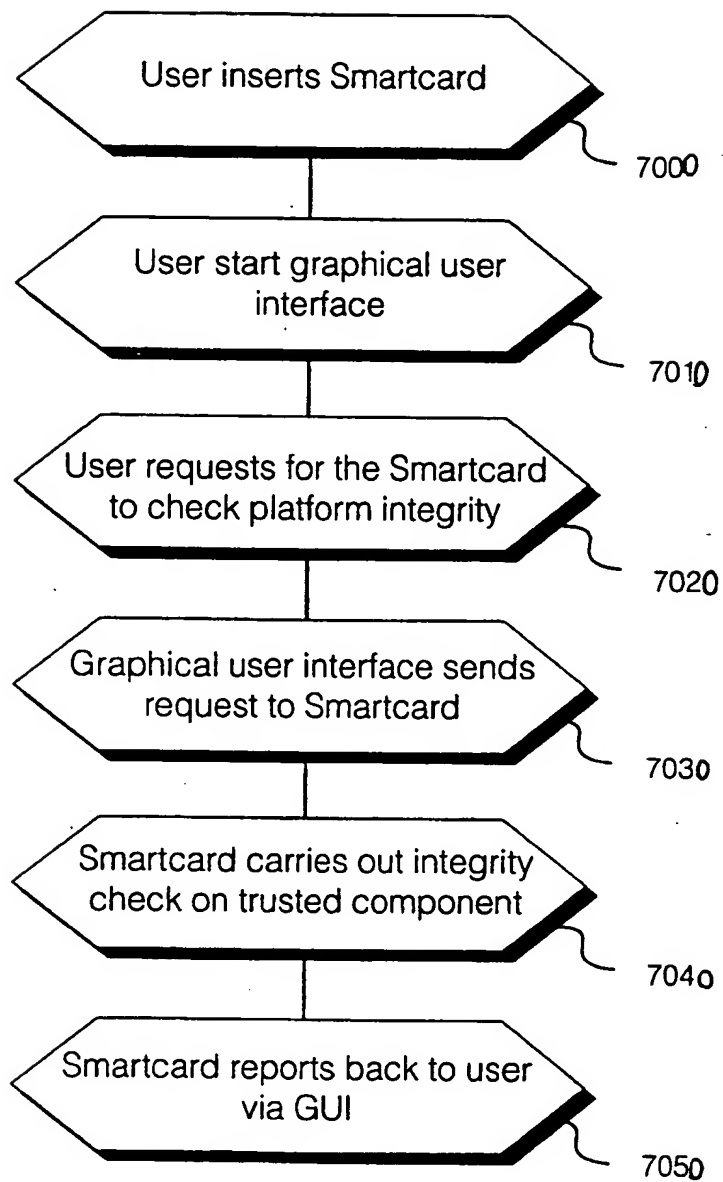 User inserts Smartcard
7000
User start graphical user
interface
7010
User requests for the Smartcard
to check platform integrity
7020
Graphical user interface sends
request to Smartcard
7030
Smartcard carries out integrity
check on trusted component
7040
Smartcard reports back to user
via GUI
7050